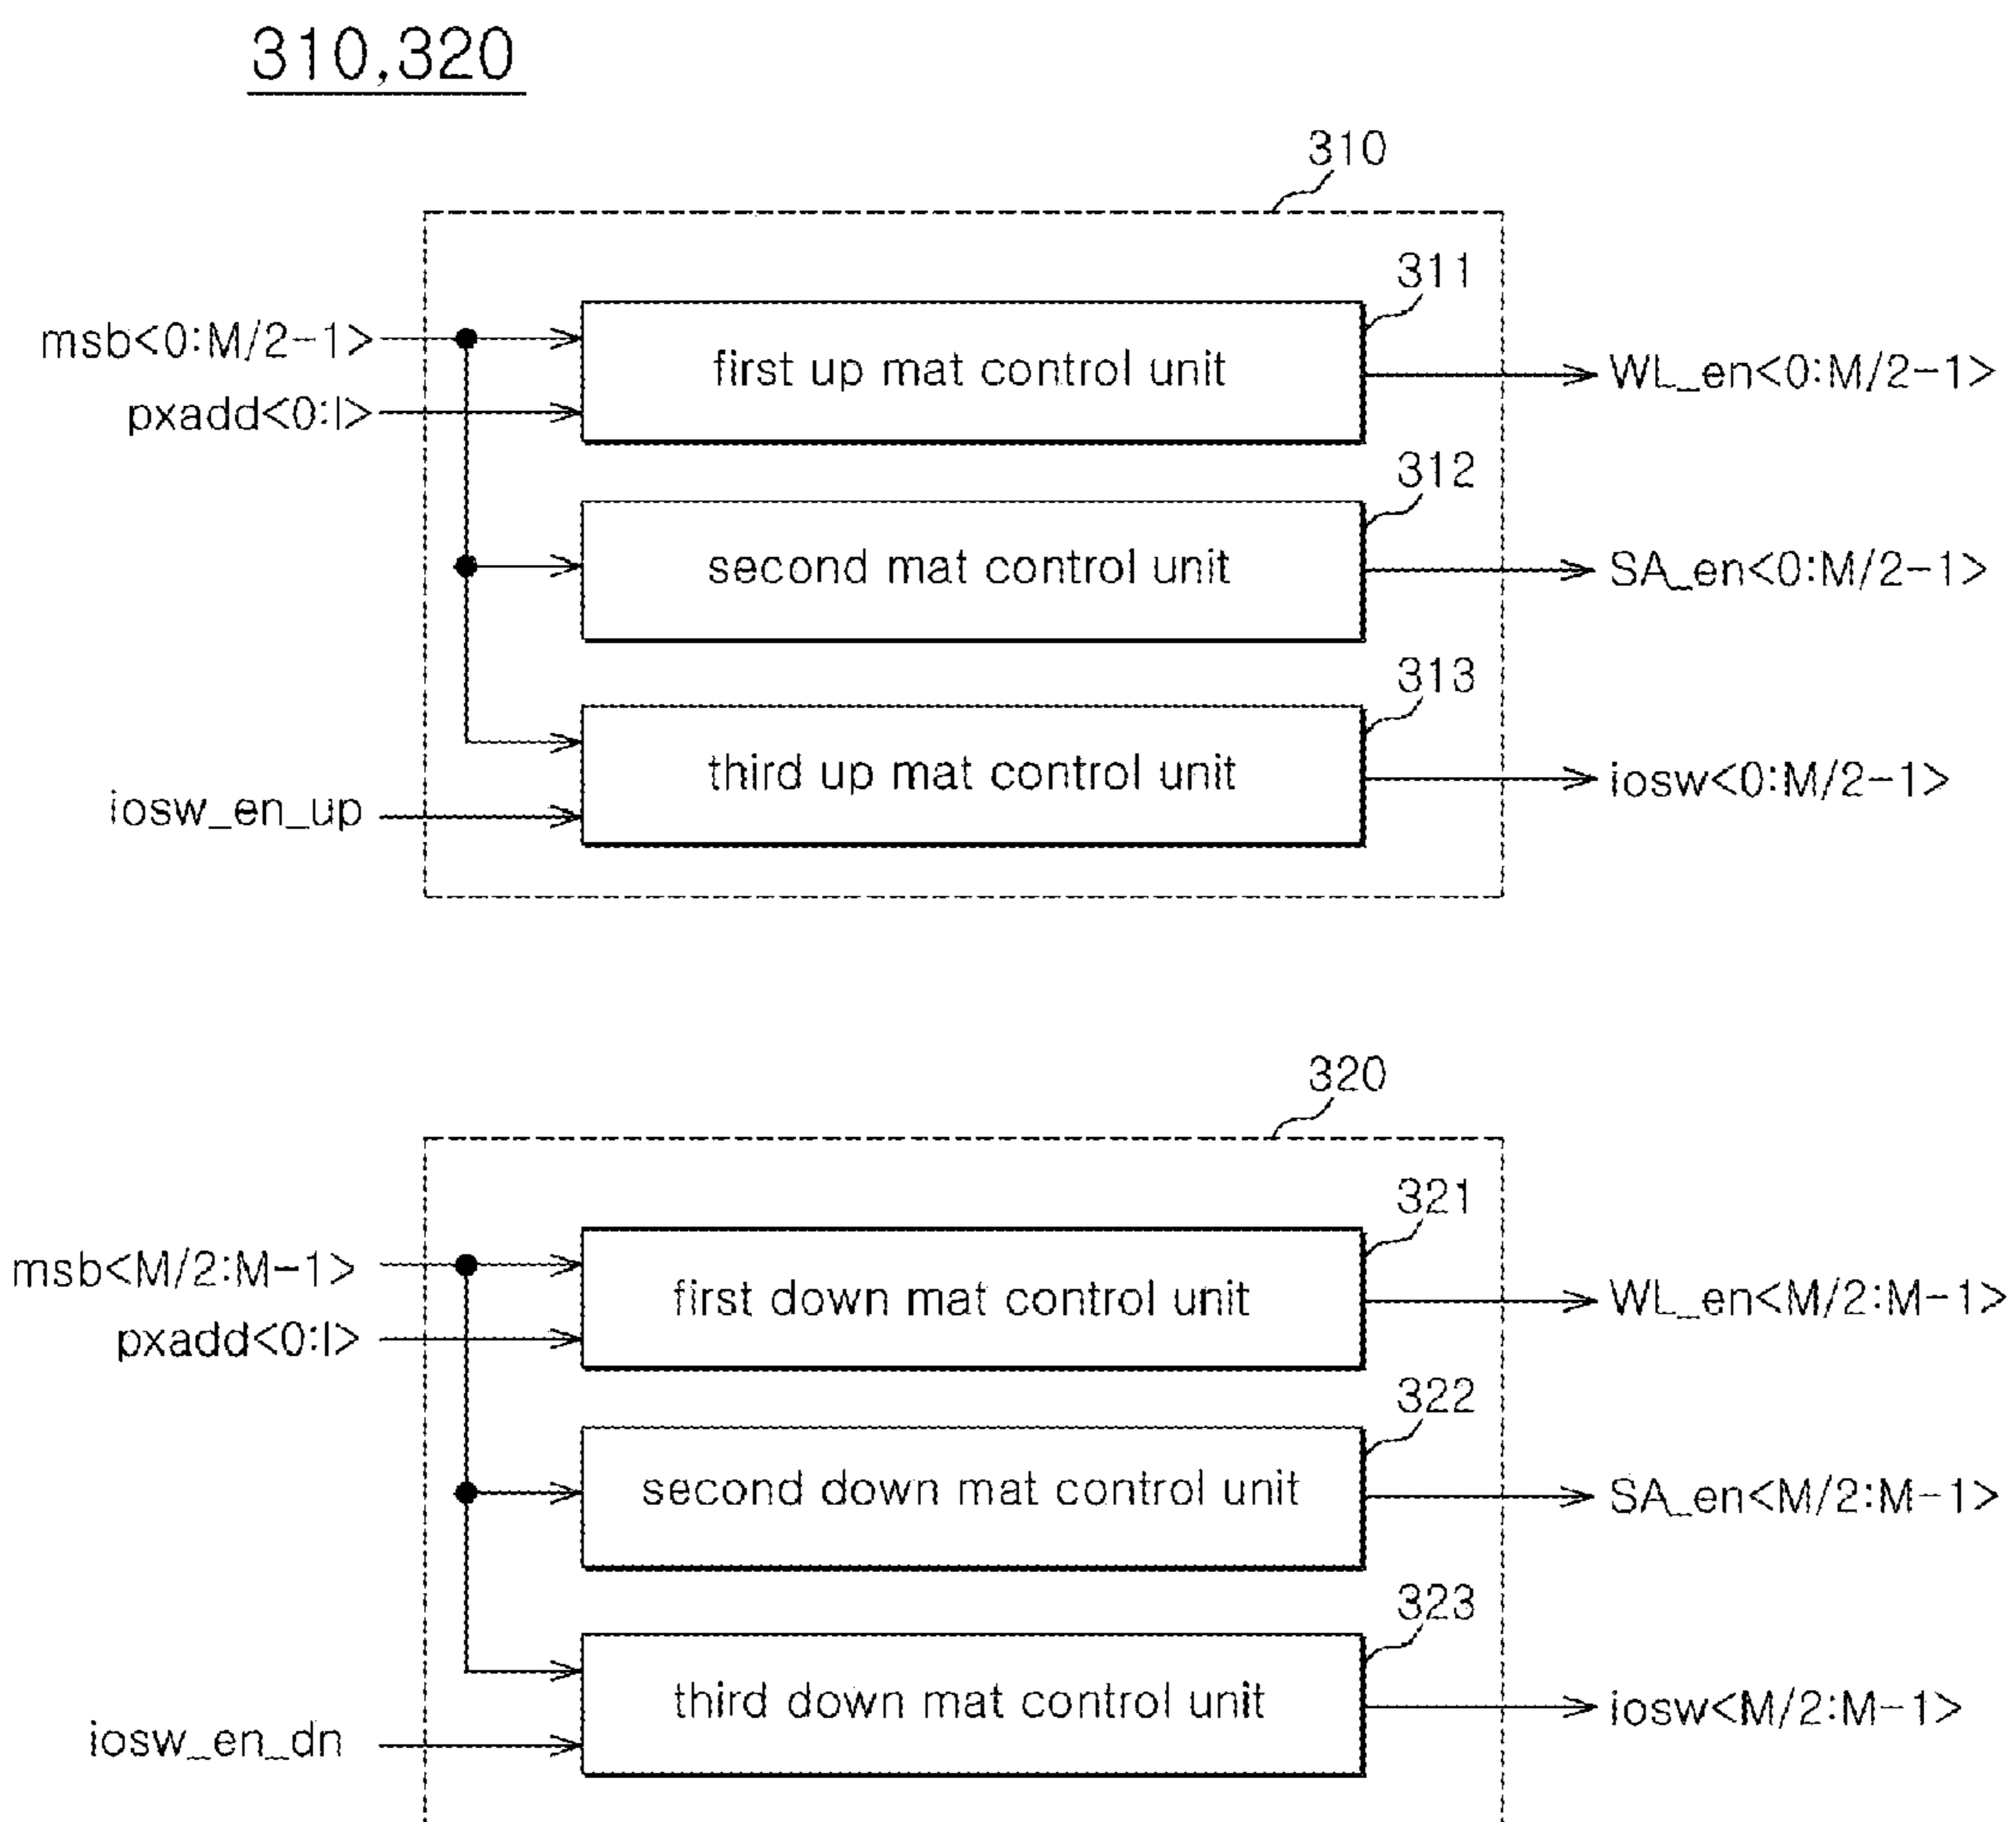 310,320
310
311
msb<0:M/2-1>
first up mat control unit
WL_en<0:M/2-1>
pxadd<0:I>
312
second mat control unit
SA_en<0:M/2-1>
313
third up mat control unit
iosw<0:M/2-1>
iosw_en_up
320
321
msb<M/2:M-1>
first down mat control unit
WL_en<M/2:M-1>
pxadd<0:I>
322
second down mat control unit
SA_en<M/2:M-1>
323
third down mat control unit
iosw<M/2:M-1>
iosw_en_dn